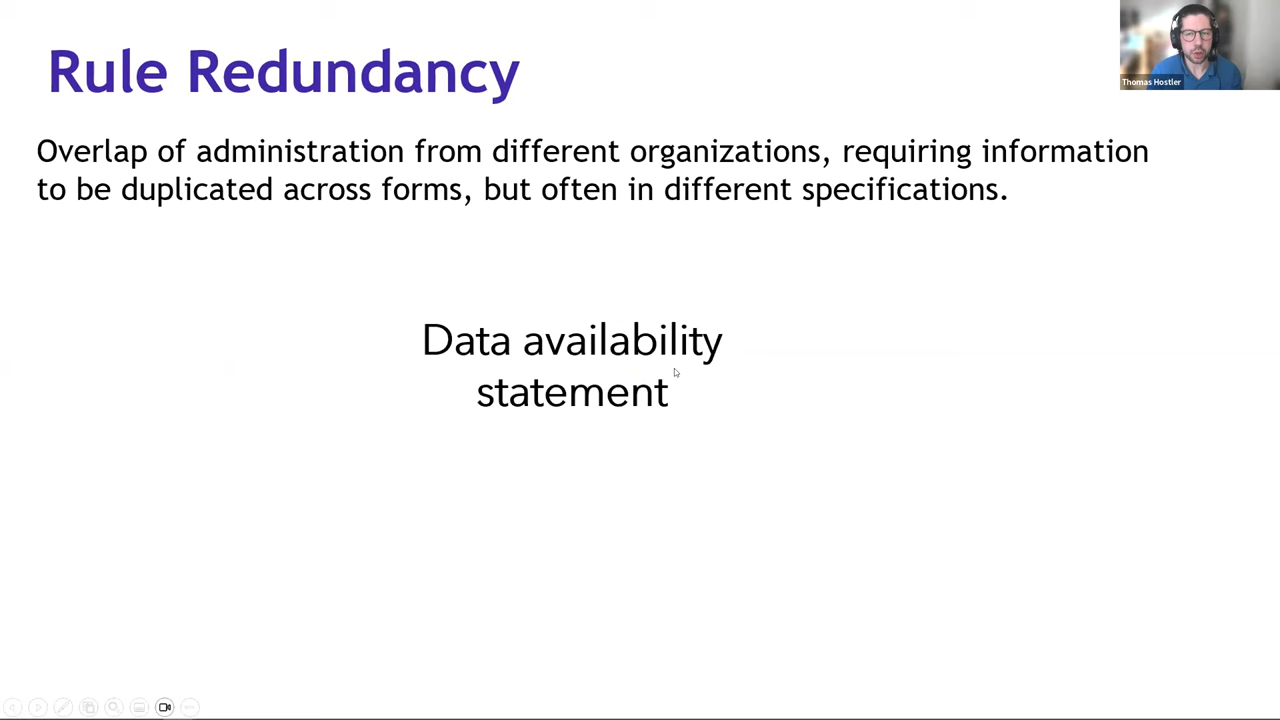 Rule Redundancy
Thomas Hostler
Overlap of administration from different organizations, requiring information
to be duplicated across forms, but often in different specifications.
Data availability
statement